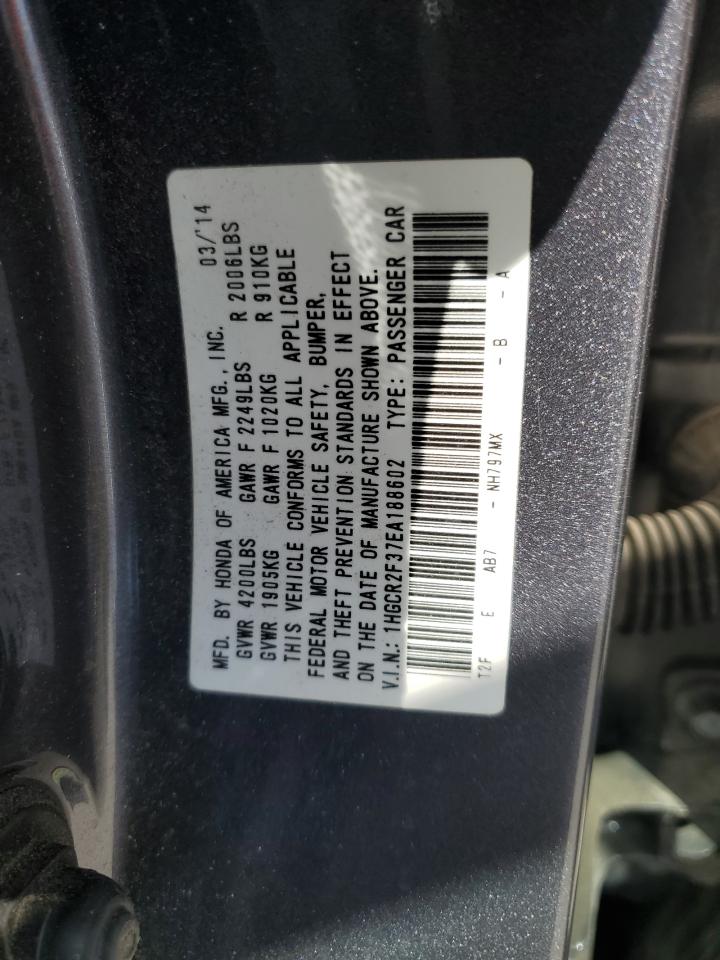 MFD. BY HONDA OF AMERICA MFG., INC. 03/'14
GVWR 4200LBS GAWR F 2249LBS R 2006LBS
GVWR 1905KG GAWR F 1020KG R 910KG
THIS VEHICLE CONFORMS TO ALL APPLICABLE
FEDERAL MOTOR VEHICLE SAFETY, BUMPER,
AND THEFT PREVENTION STANDARDS IN EFFECT
ON THE DATE OF MANUFACTURE SHOWN ABOVE.
V.I.N.: 1HGCR2F37EA188602 TYPE: PASSENGER CAR
T2F E AB7 - NH797MX - B - A